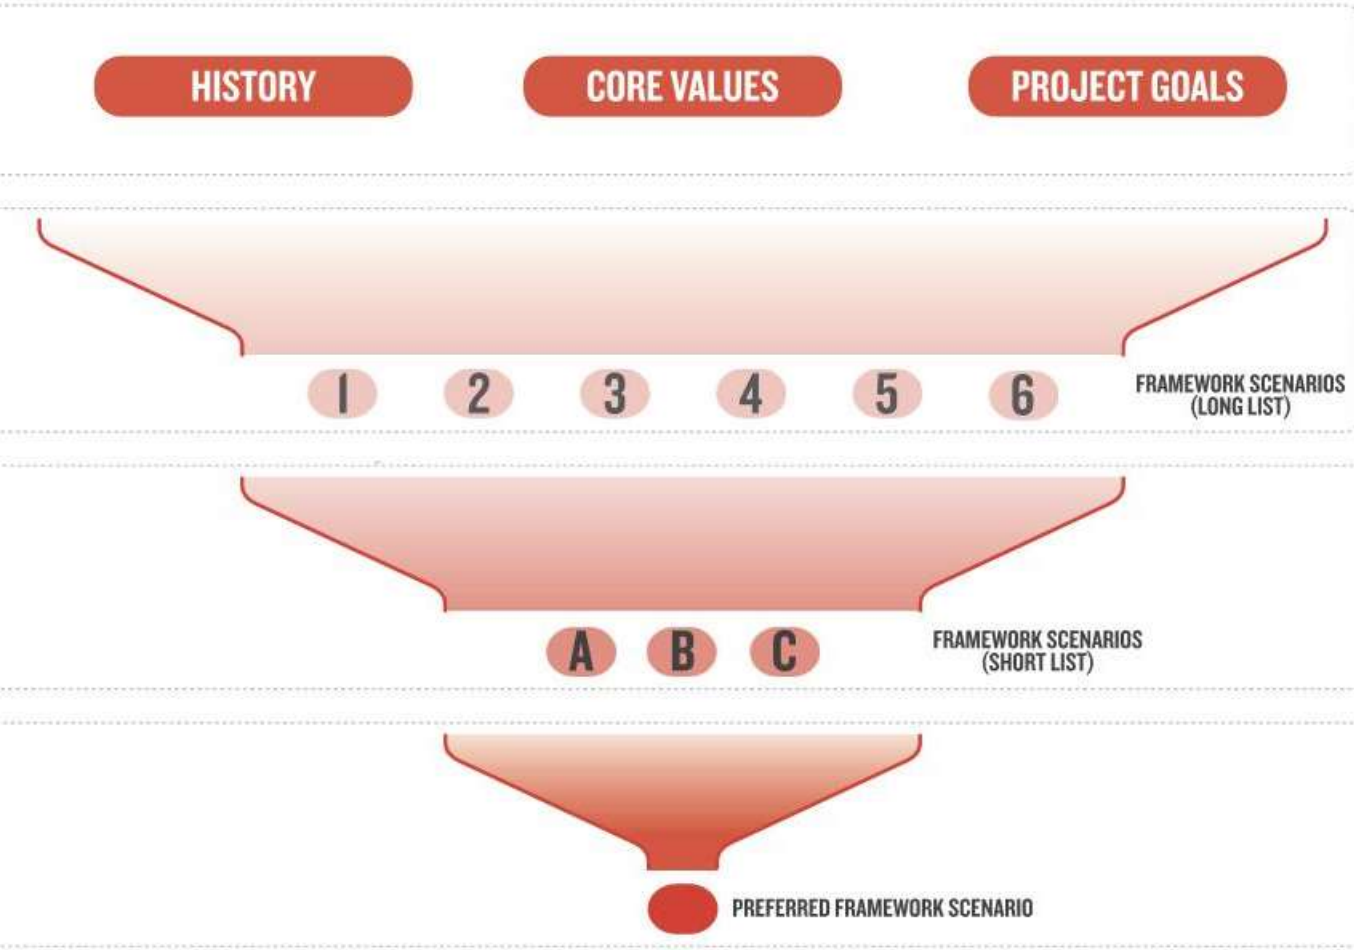 HISTORY
CORE VALUES
PROJECT GOALS
1
2
3
4
5
6
FRAMEWORK SCENARIOS
(LONG LIST)
A
B
C
FRAMEWORK SCENARIOS
(SHORT LIST)
PREFERRED FRAMEWORK SCENARIO